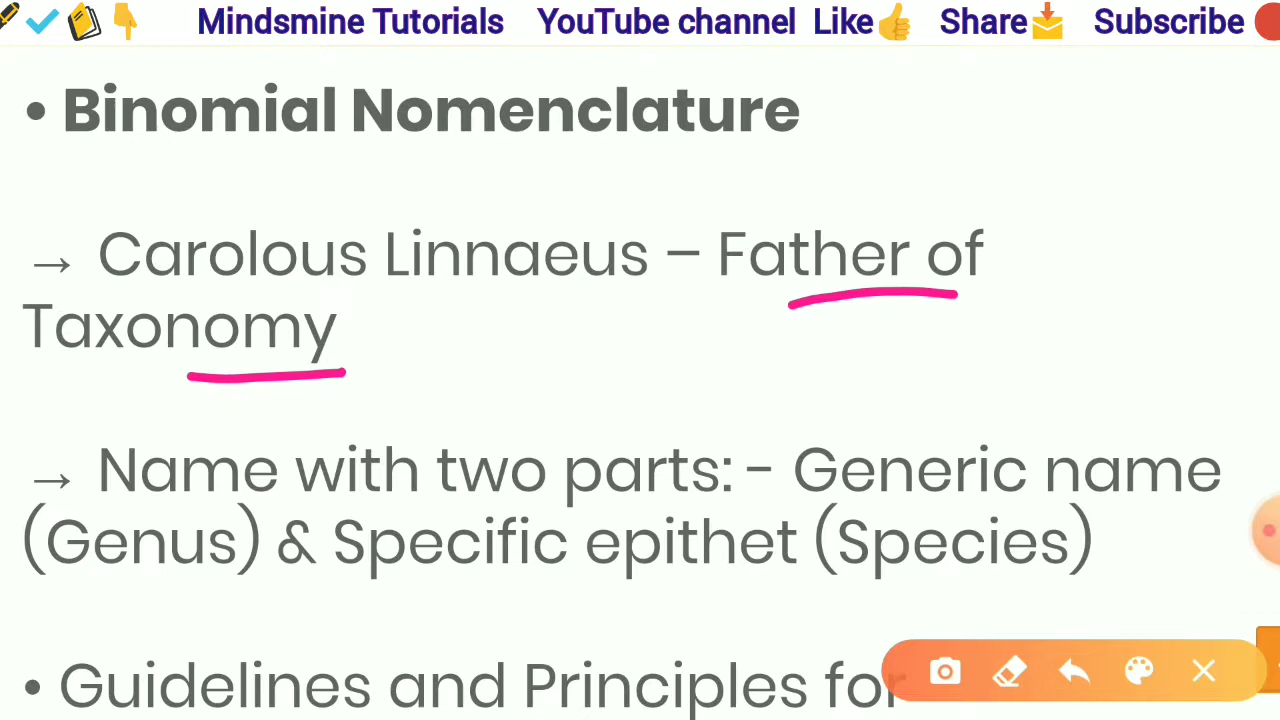 Mindsmine Tutorials YouTube channel Like👍 Share📩 Subscribe
• Binomial Nomenclature
→ Carolous Linnaeus – Father of
Taxonomy
→ Name with two parts: - Generic name
(Genus) & Specific epithet (Species)
• Guidelines and Principles for